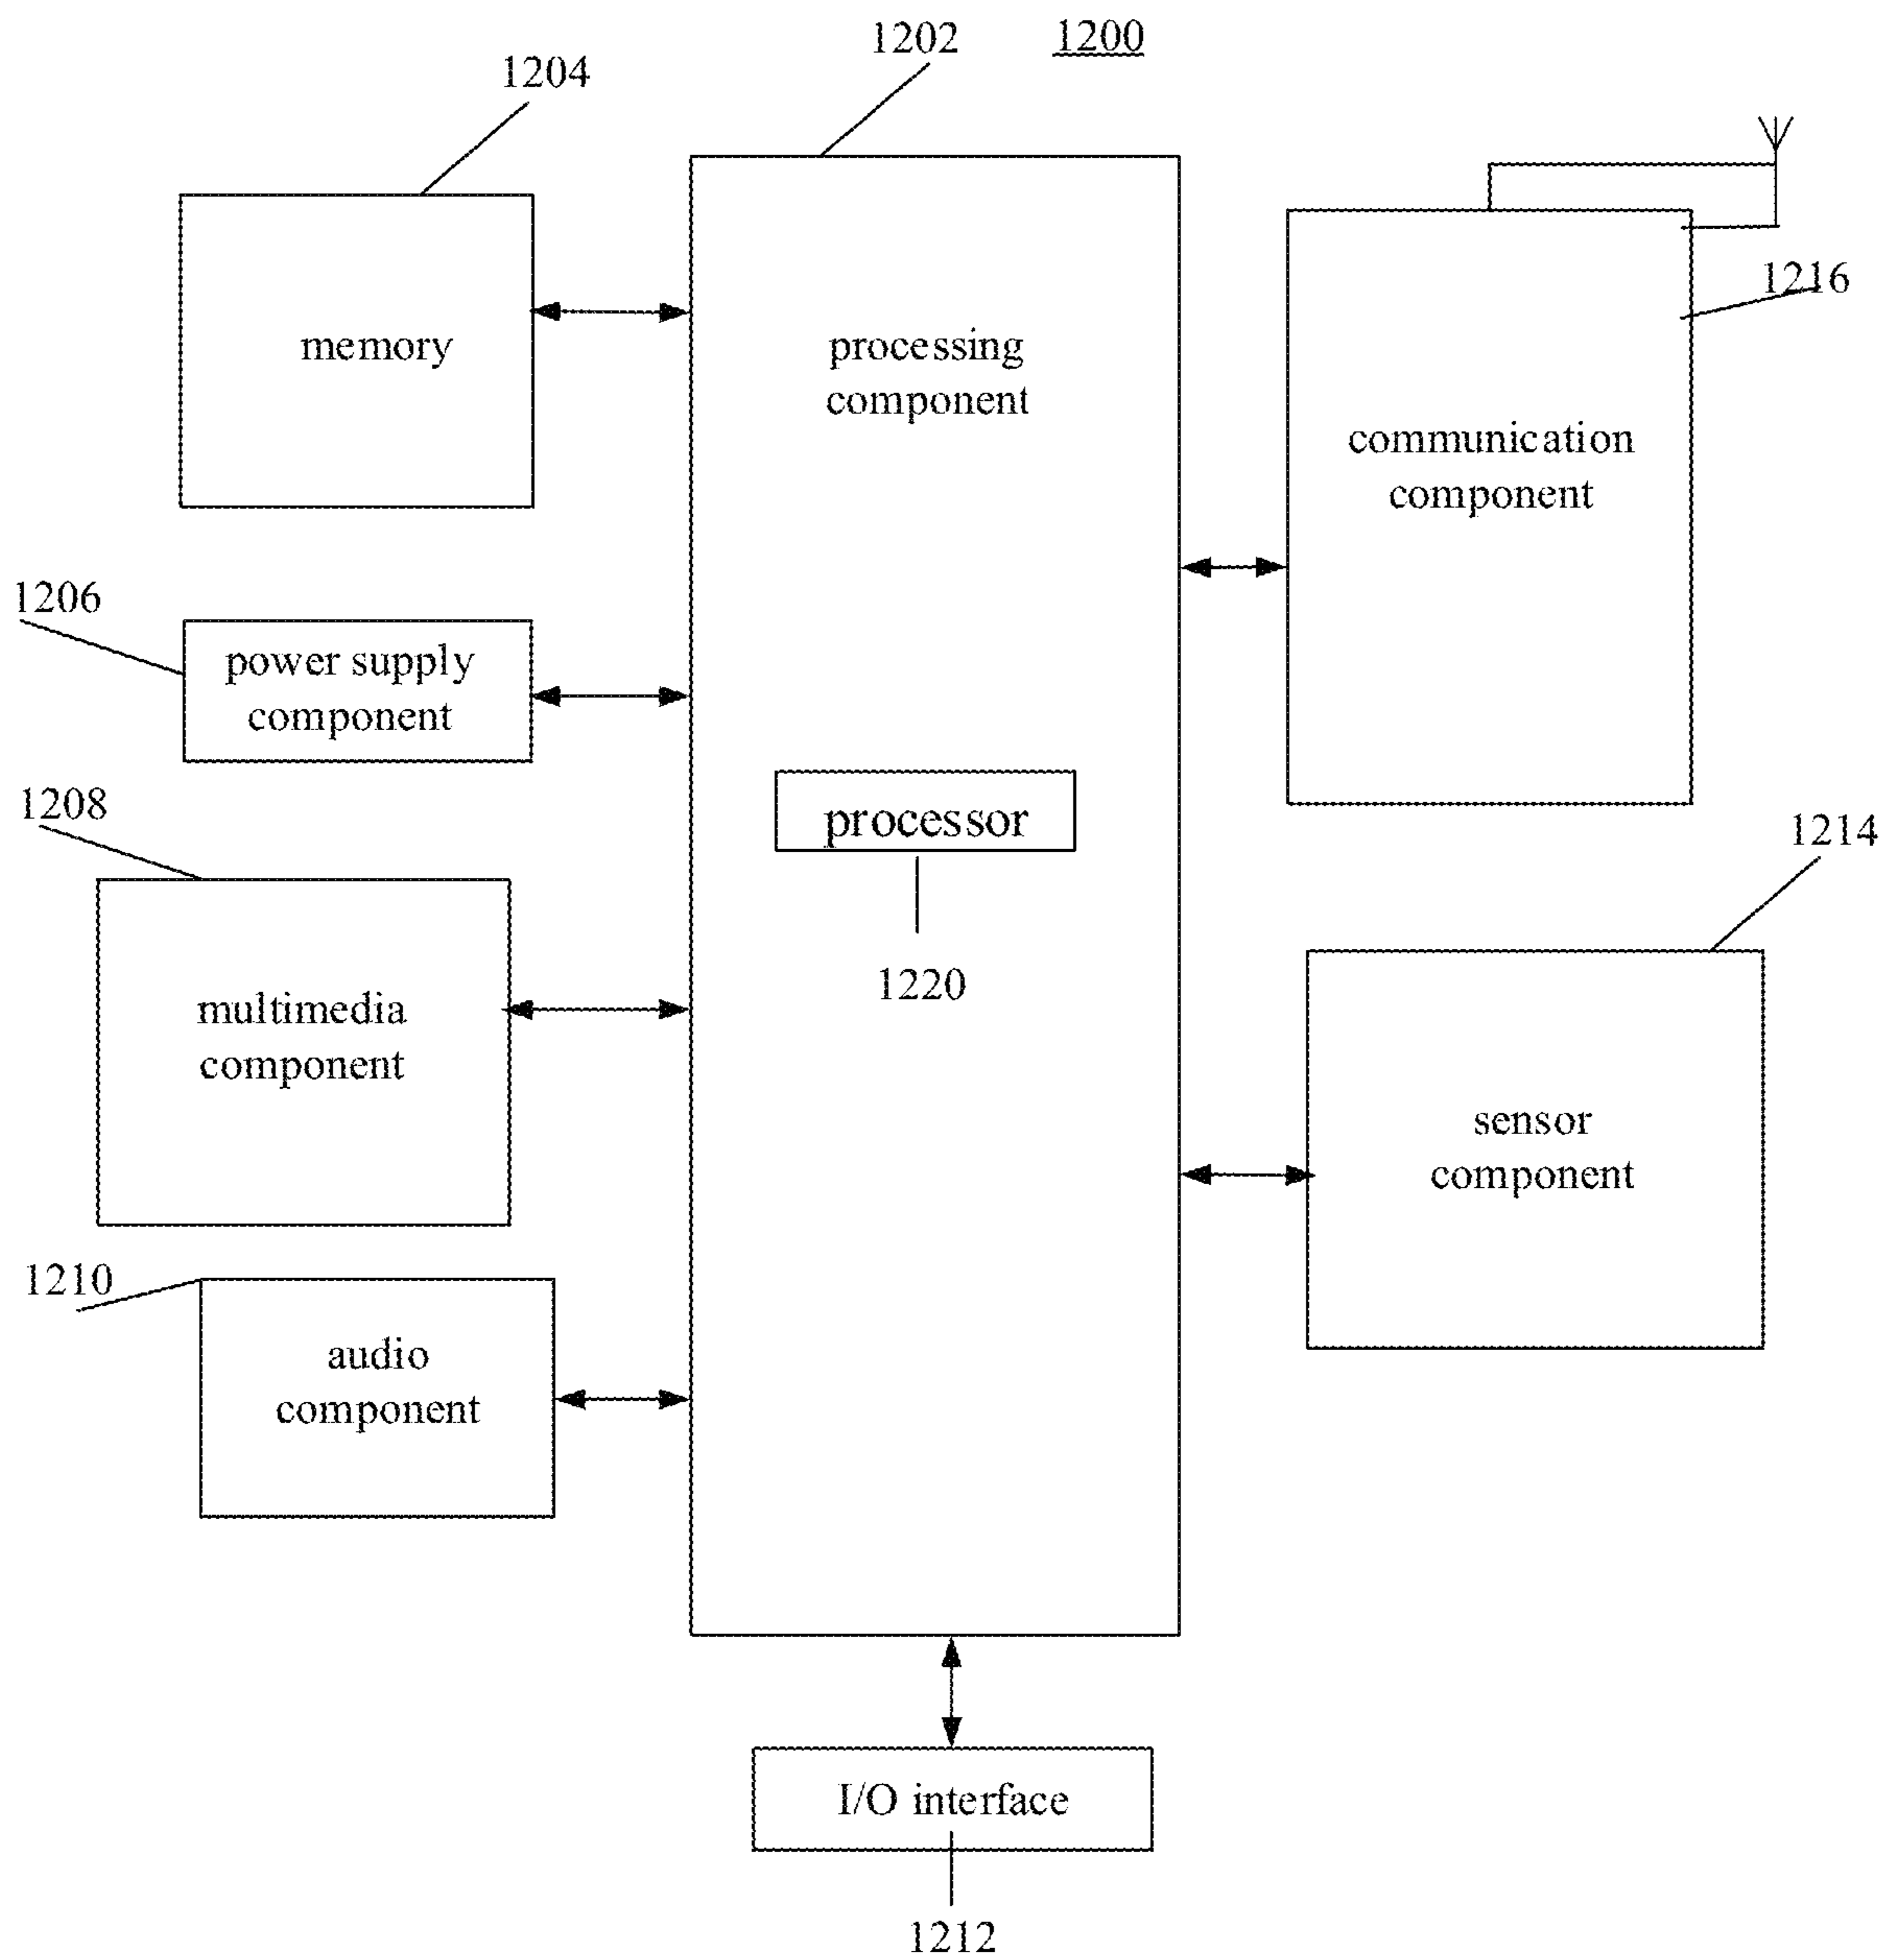 1202
1200
1204
memory
processing
component
1216
communication
component
1206
power supply
component
1208
processor
1214
1220
multimedia
component
sensor
component
1210
audio
component
I/O interface
1212